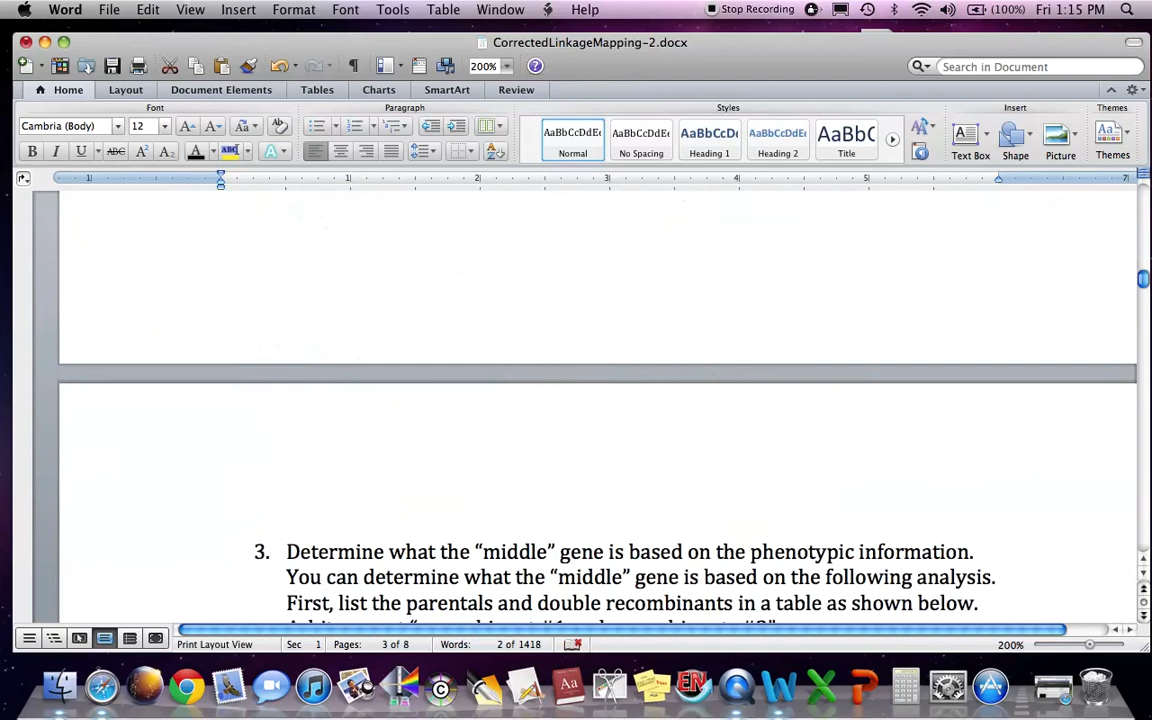 Word File Edit View Insert Format Font Tools Table Window Help Stop Recording (100%) Fri 1:15 PM
CorrectedLinkageMapping-2.docx
200% Search in Document
Home Layout Document Elements Tables Charts SmartArt Review
Font Paragraph Styles Insert Themes
Cambria (Body) 12
AaBbCcDdEe AaBbCcDdEe AaBbCcDc AaBbCcDdEe AaBbC
Normal No Spacing Heading 1 Heading 2 Title Text Box Shape Picture Themes
3. Determine what the “middle” gene is based on the phenotypic information.
You can determine what the “middle” gene is based on the following analysis.
First, list the parentals and double recombinants in a table as shown below.
Print Layout View Sec 1 Pages: 3 of 8 Words: 2 of 1418 200%